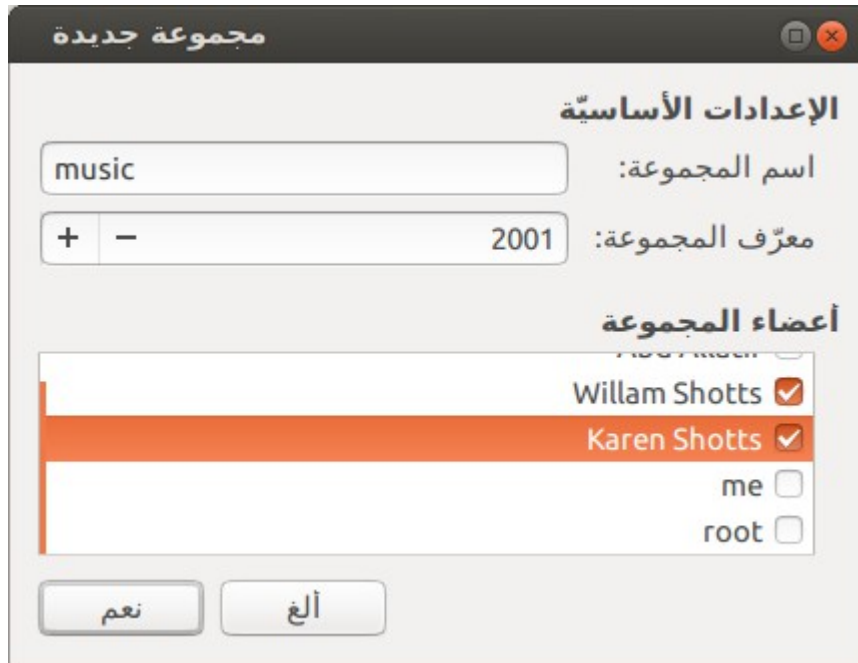 مجموعة جديدة
الإعدادات الأساسيّة
اسم المجموعة: music
معرّف المجموعة: 2001 − +
أعضاء المجموعة
Willam Shotts
Karen Shotts
me
root
ألغ نعم